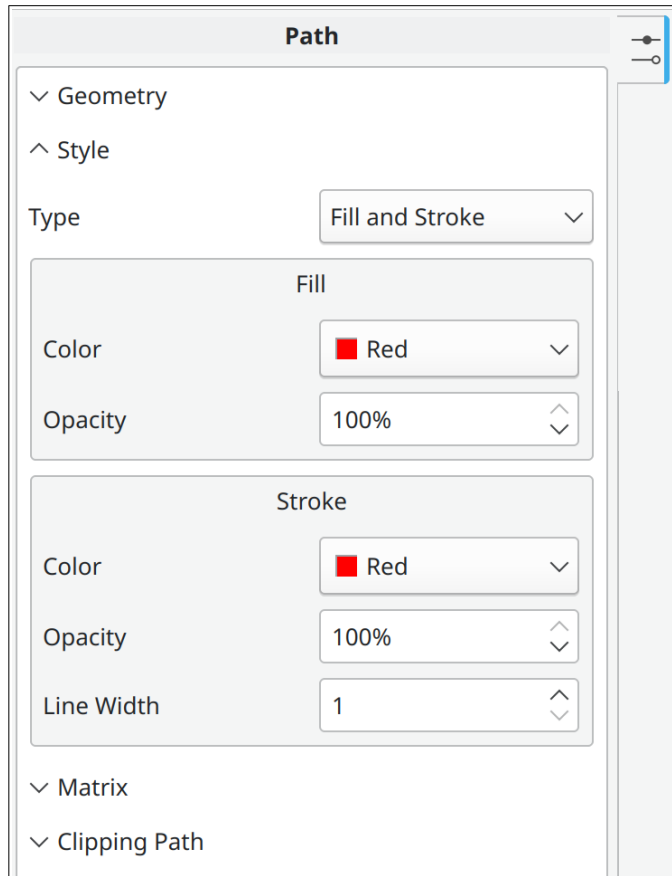 Path
Geometry
Style
Type Fill and Stroke
Fill
Color Red
Opacity 100%
Stroke
Color Red
Opacity 100%
Line Width 1
Matrix
Clipping Path